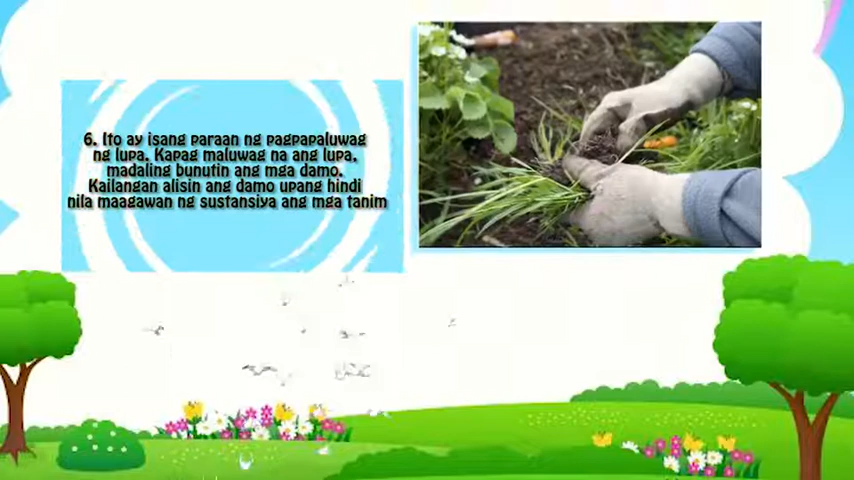 6. Ito ay isang paraan ng pagpapaluwag
ng lupa. Kapag maluwag na ang lupa,
madaling bunutin ang mga damo.
Kailangan alisin ang damo upang hindi
nila maagawan ng sustansiya ang mga tanim